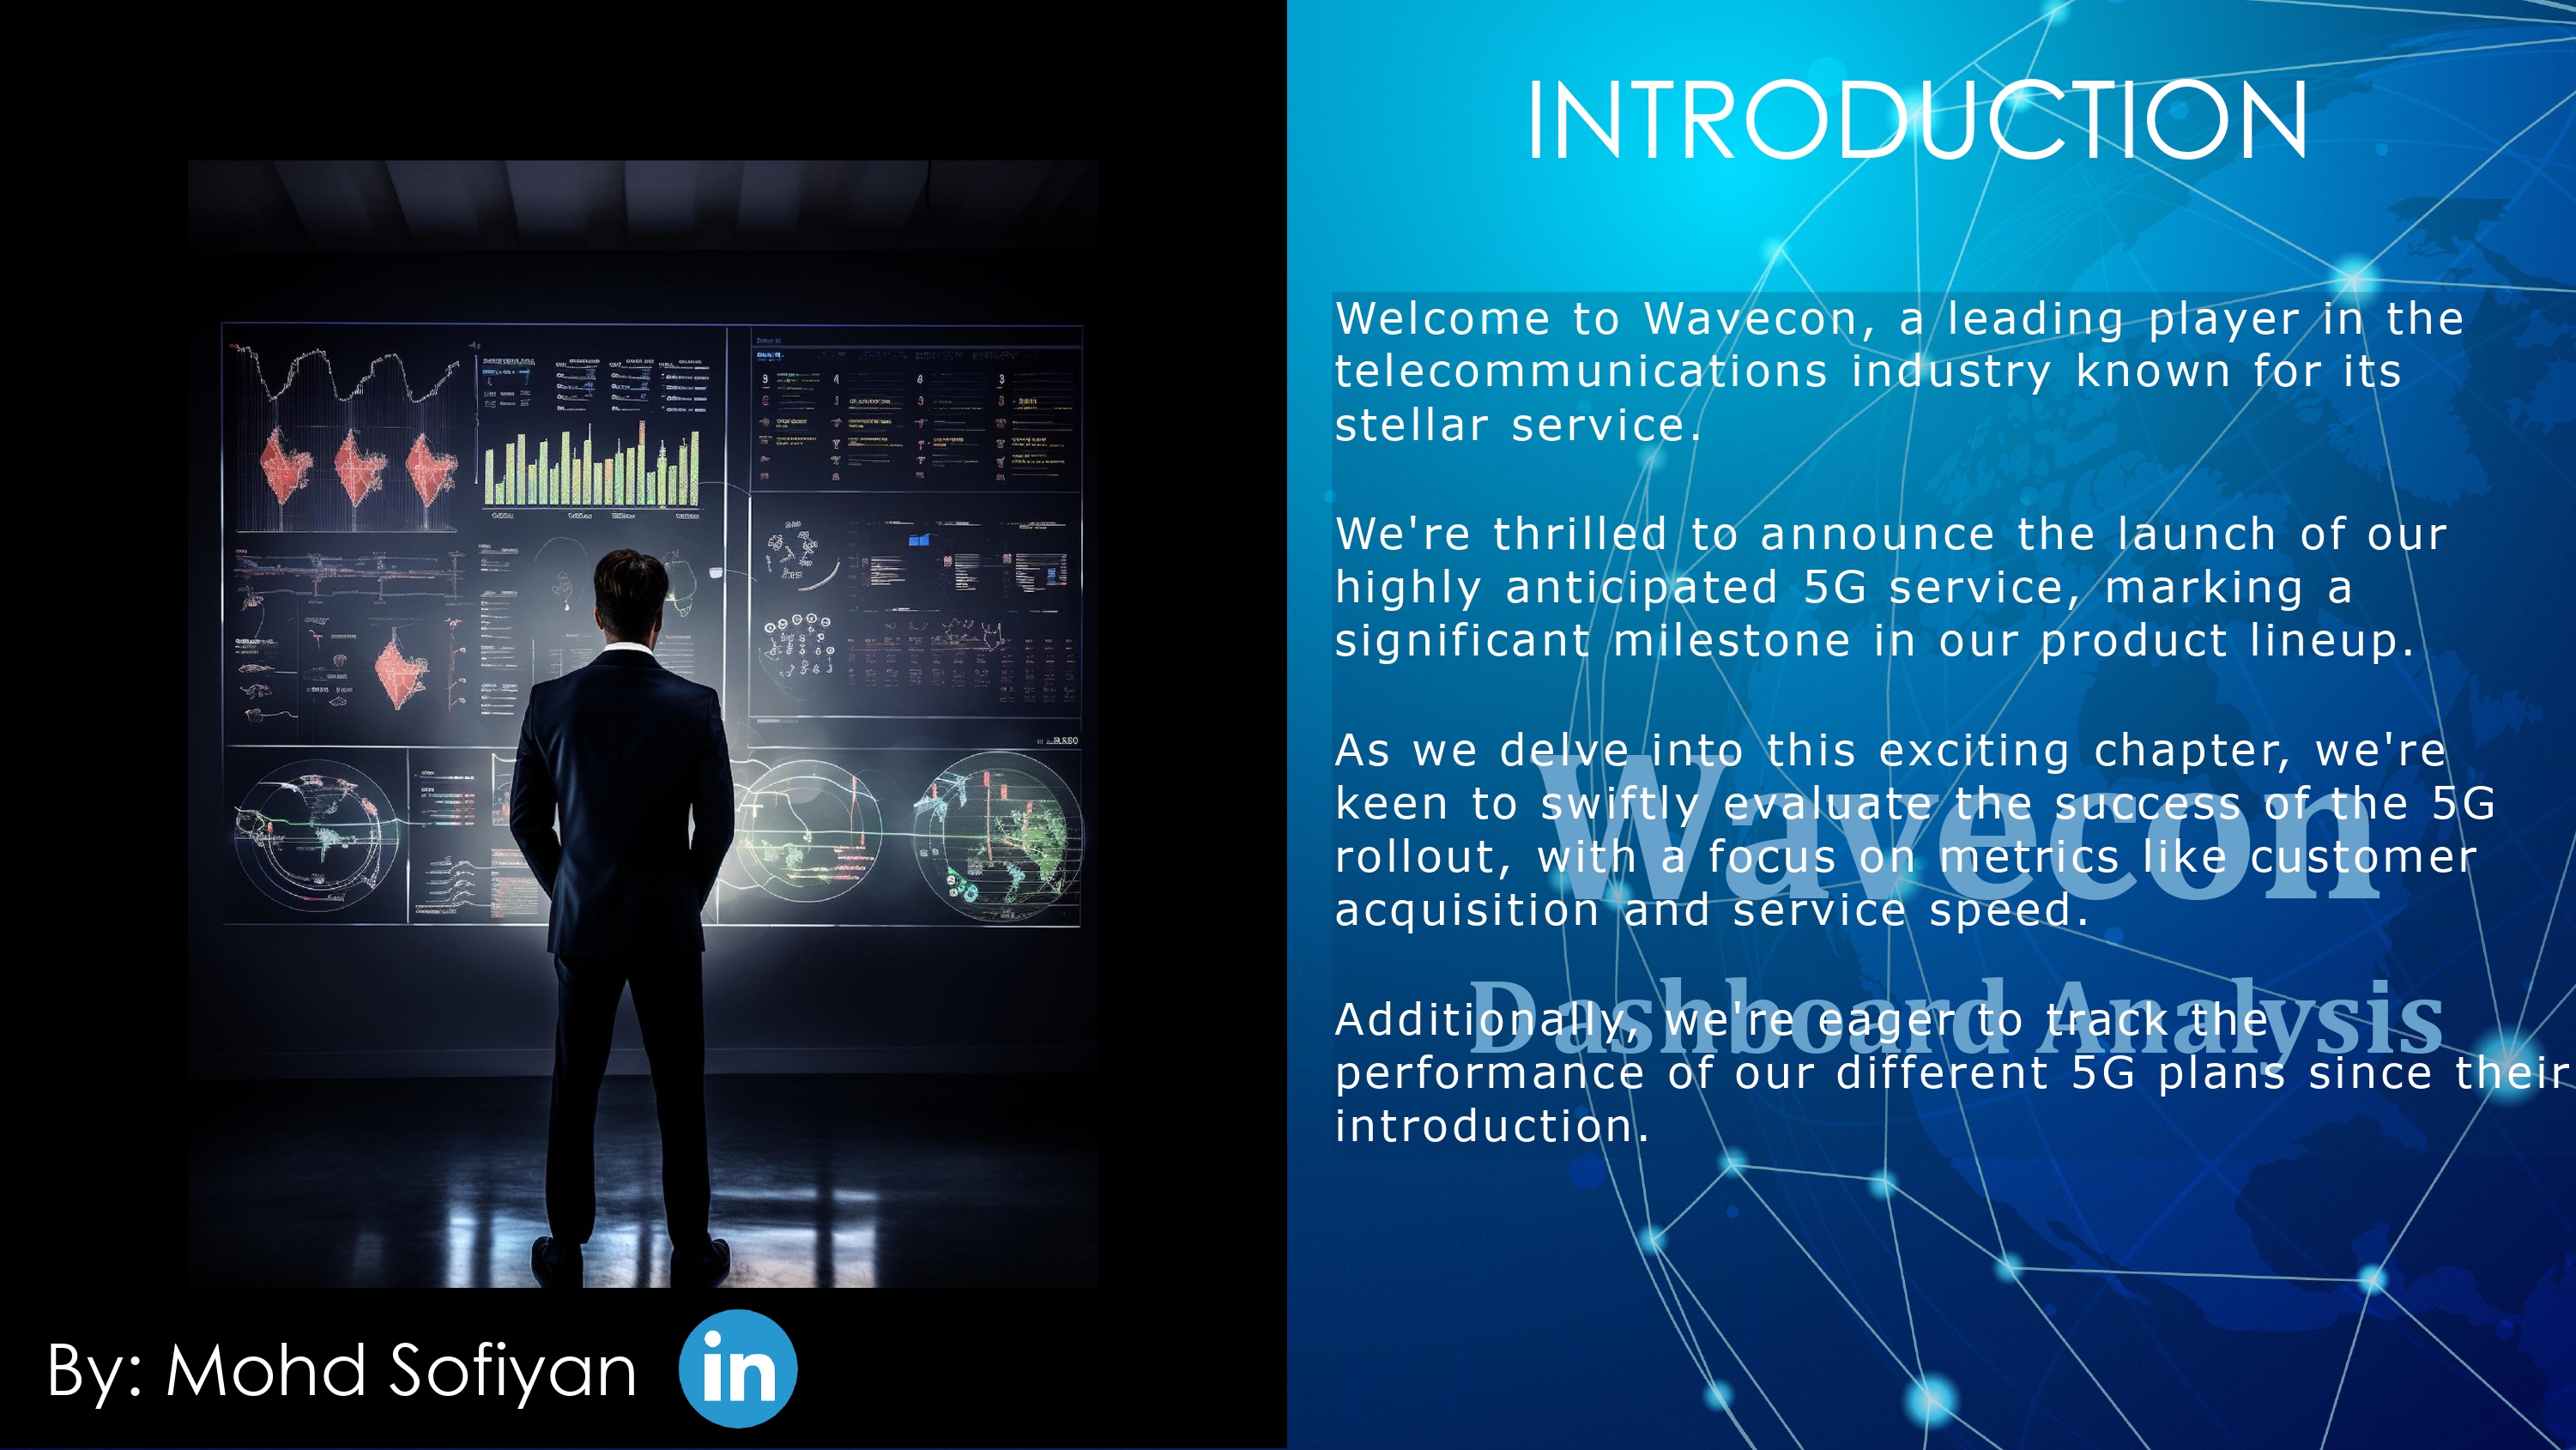 INTRODUCTION
Welcome to Wavecon, a leading player in the
telecommunications industry known for its
stellar service.
We're thrilled to announce the launch of our
highly anticipated 5G service, marking a
significant milestone in our product lineup.
As we delve into this exciting chapter, we're
keen to swiftly evaluate the success of the 5G
rollout, with a focus on metrics like customer
acquisition and service speed.
Additionally, we're eager to track the
performance of our different 5G plans since their
introduction.
Wavecon
Dashboard Analysis
By: Mohd Sofiyan
in